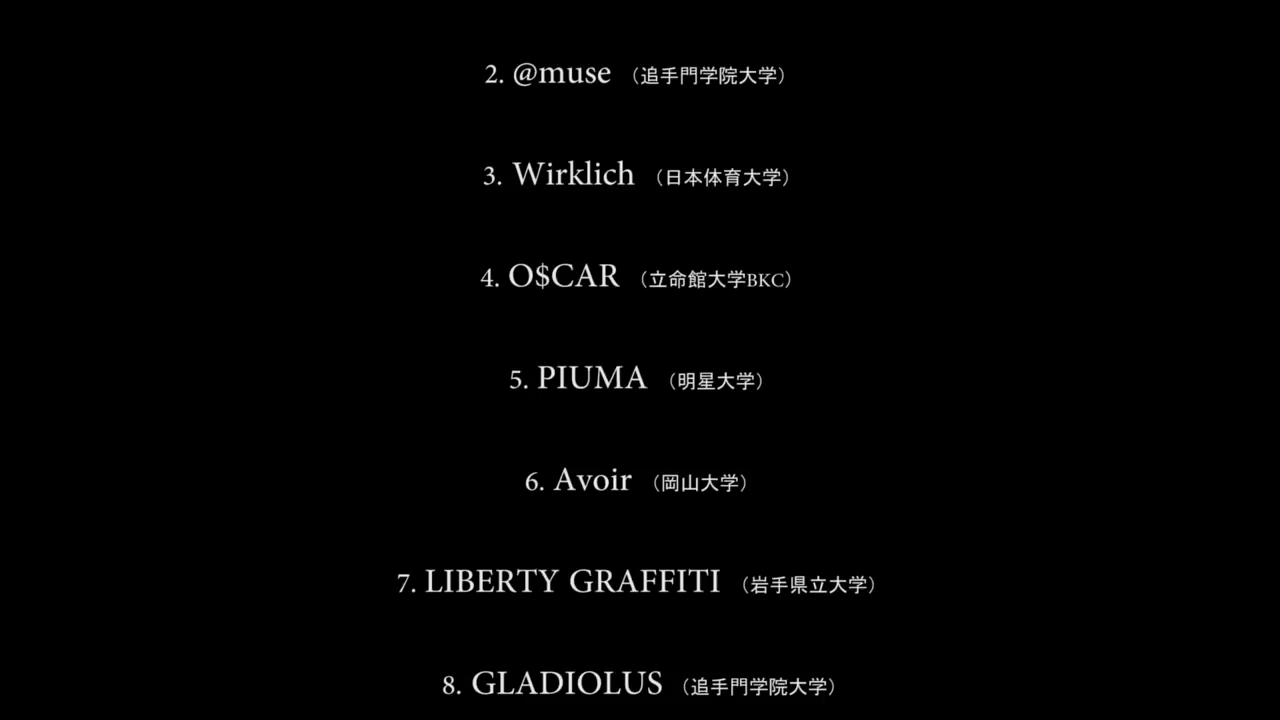 2. @muse （追手門学院大学）
3. Wirklich （日本体育大学）
4. O$CAR （立命館大学BKC）
5. PIUMA （明星大学）
6. Avoir （岡山大学）
7. LIBERTY GRAFFITI （岩手県立大学）
8. GLADIOLUS （追手門学院大学）